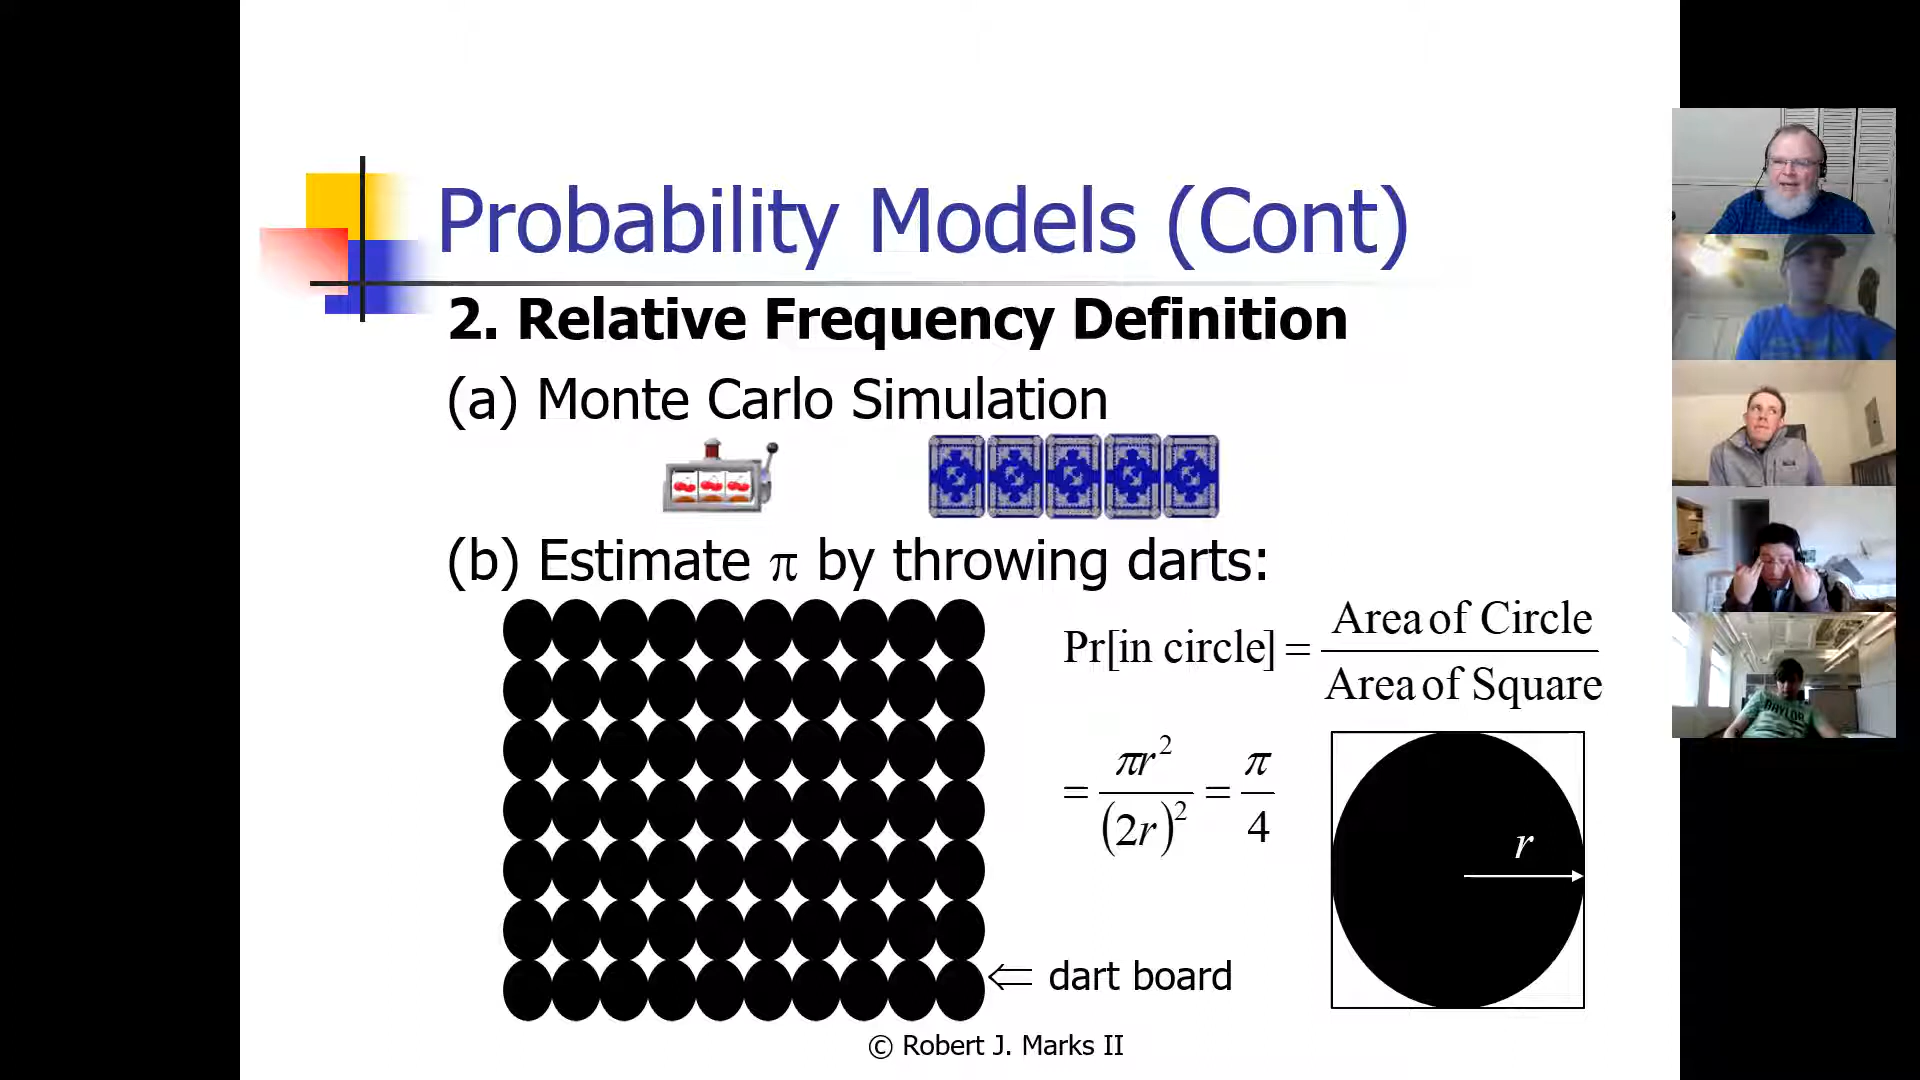 Probability Models (Cont)
2. Relative Frequency Definition
(a) Monte Carlo Simulation
(b) Estimate π by throwing darts:
Pr[in circle] = Area of Circle / Area of Square
= πr² / (2r)² = π / 4
r
⇐ dart board
© Robert J. Marks II
BAYLOR